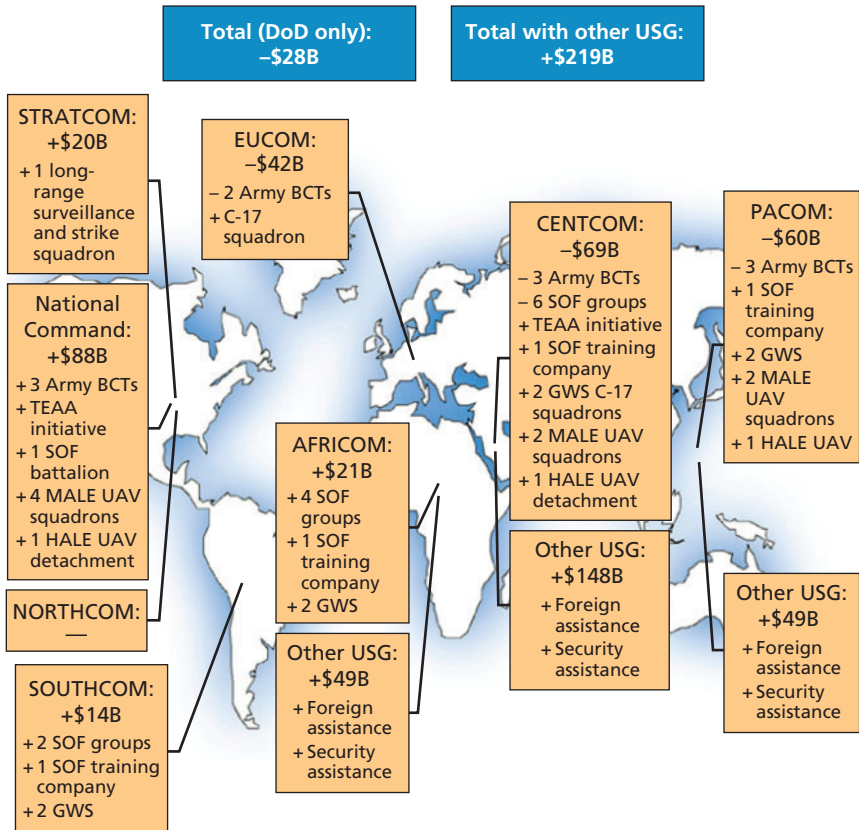 Total (DoD only):
–$28B
Total with other USG:
+$219B
STRATCOM:
+$20B
+ 1 long-
range
surveillance
and strike
squadron
National
Command:
+$88B
+ 3 Army BCTs
+ TEAA
initiative
+ 1 SOF
battalion
+ 4 MALE UAV
squadrons
+ 1 HALE UAV
detachment
NORTHCOM:
—
SOUTHCOM:
+$14B
+ 2 SOF groups
+ 1 SOF training
company
+ 2 GWS
EUCOM:
–$42B
– 2 Army BCTs
+ C-17
squadron
AFRICOM:
+$21B
+ 4 SOF
groups
+ 1 SOF
training
company
+ 2 GWS
Other USG:
+$49B
+ Foreign
assistance
+ Security
assistance
CENTCOM:
–$69B
– 3 Army BCTs
– 6 SOF groups
+ TEAA initiative
+ 1 SOF training
company
+ 2 GWS C-17
squadrons
+ 2 MALE UAV
squadrons
+ 1 HALE UAV
detachment
Other USG:
+$148B
+ Foreign
assistance
+ Security
assistance
PACOM:
–$60B
– 3 Army BCTs
+ 1 SOF
training
company
+ 2 GWS
+ 2 MALE
UAV
squadrons
+ 1 HALE UAV
Other USG:
+$49B
+ Foreign
assistance
+ Security
assistance